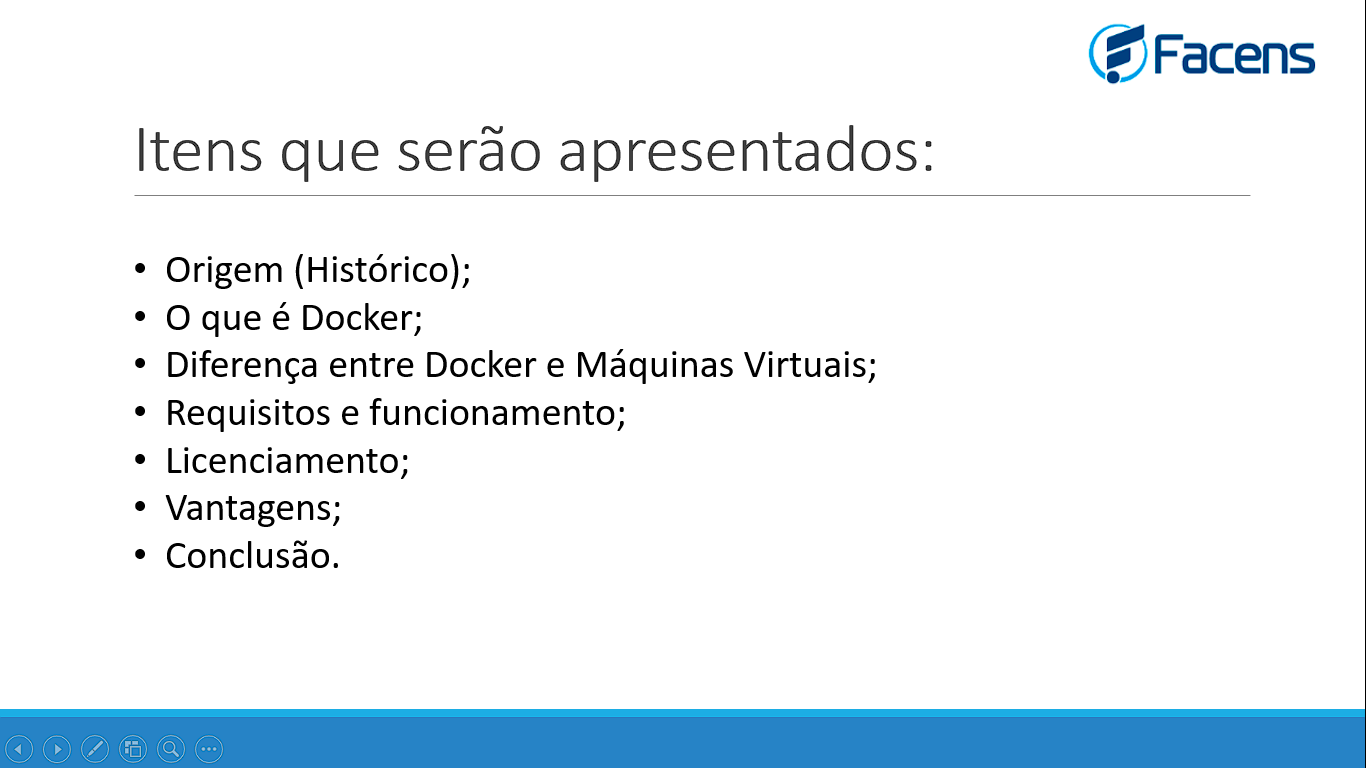 Facens
Itens que serão apresentados:
• Origem (Histórico);
• O que é Docker;
• Diferença entre Docker e Máquinas Virtuais;
• Requisitos e funcionamento;
• Licenciamento;
• Vantagens;
• Conclusão.